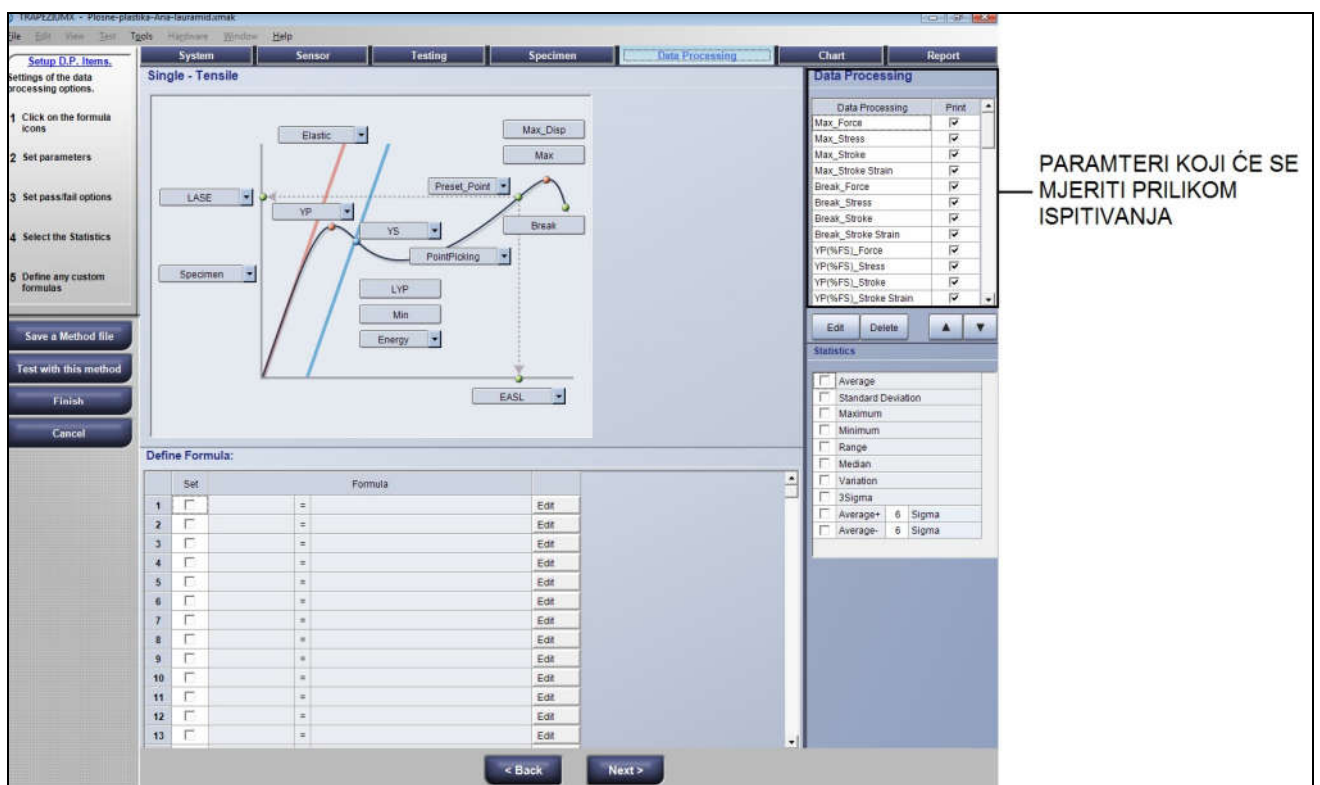 TRAPEZIUMX - Plosne-plastika-Ana-lauramid.xmak
File Edit View Test Tools Hardware Window Help
Setup D.P. Items.
Settings of the data
processing options.
1 Click on the formula
icons
2 Set parameters
3 Set pass/fail options
4 Select the Statistics
5 Define any custom
formulas
Save a Method file
Test with this method
Finish
Cancel
System Sensor Testing Specimen Data Processing Chart Report
Single - Tensile
Elastic
Max_Disp
Max
Preset_Point
LASE
YP
YS
Break
PointPicking
Specimen
LYP
Min
Energy
EASL
Define Formula:
Set Formula
1 = Edit
2 = Edit
3 = Edit
4 = Edit
5 = Edit
6 = Edit
7 = Edit
8 = Edit
9 = Edit
10 = Edit
11 = Edit
12 = Edit
13 = Edit
< Back Next >
Data Processing
Data Processing Print
Max_Force
Max_Stress
Max_Stroke
Max_Stroke Strain
Break_Force
Break_Stress
Break_Stroke
Break_Stroke Strain
YP(%FS)_Force
YP(%FS)_Stress
YP(%FS)_Stroke
YP(%FS)_Stroke Strain
Edit Delete
Statistics
Average
Standard Deviation
Maximum
Minimum
Range
Median
Variation
3Sigma
Average+ 6 Sigma
Average- 6 Sigma
PARAMTERI KOJI ĆE SE
MJERITI PRILIKOM
ISPITIVANJA